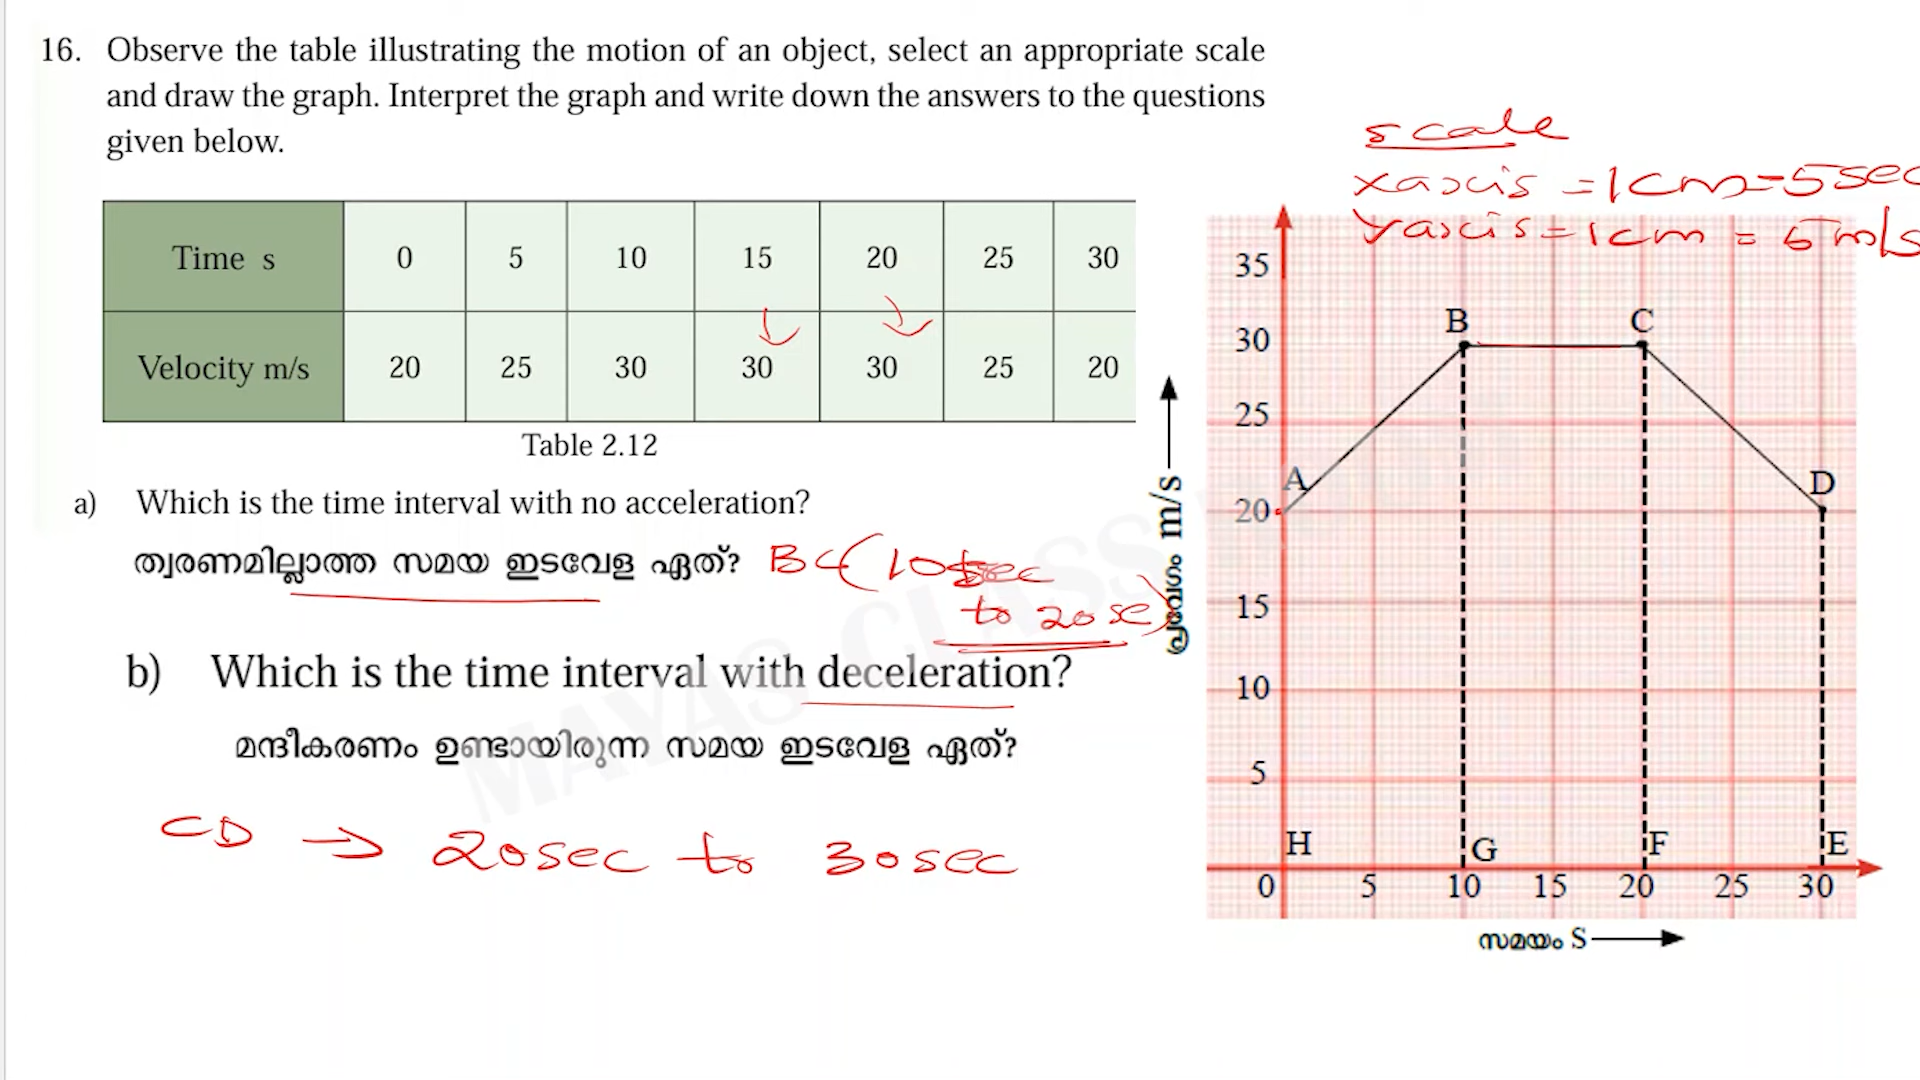 16. Observe the table illustrating the motion of an object, select an appropriate scale
and draw the graph. Interpret the graph and write down the answers to the questions
given below.
Time s 0 5 10 15 20 25 30
Velocity m/s 20 25 30 30 30 25 20
Table 2.12
a) Which is the time interval with no acceleration?
ത്വരണമില്ലാത്ത സമയ ഇടവേള ഏത്? BC (10 sec
to 20 se)
b) Which is the time interval with deceleration?
മന്ദീകരണം ഉണ്ടായിരുന്ന സമയ ഇടവേള ഏത്?
CD → 20sec to 30sec
scale
xaxis = 1cm = 5sec
yaxis = 1cm = 5m/s
35
30
25
20
15
10
5
B C
A D
H G F E
0 5 10 15 20 25 30
പ്രവേഗം m/s
സമയം S
MAYAS CLASS